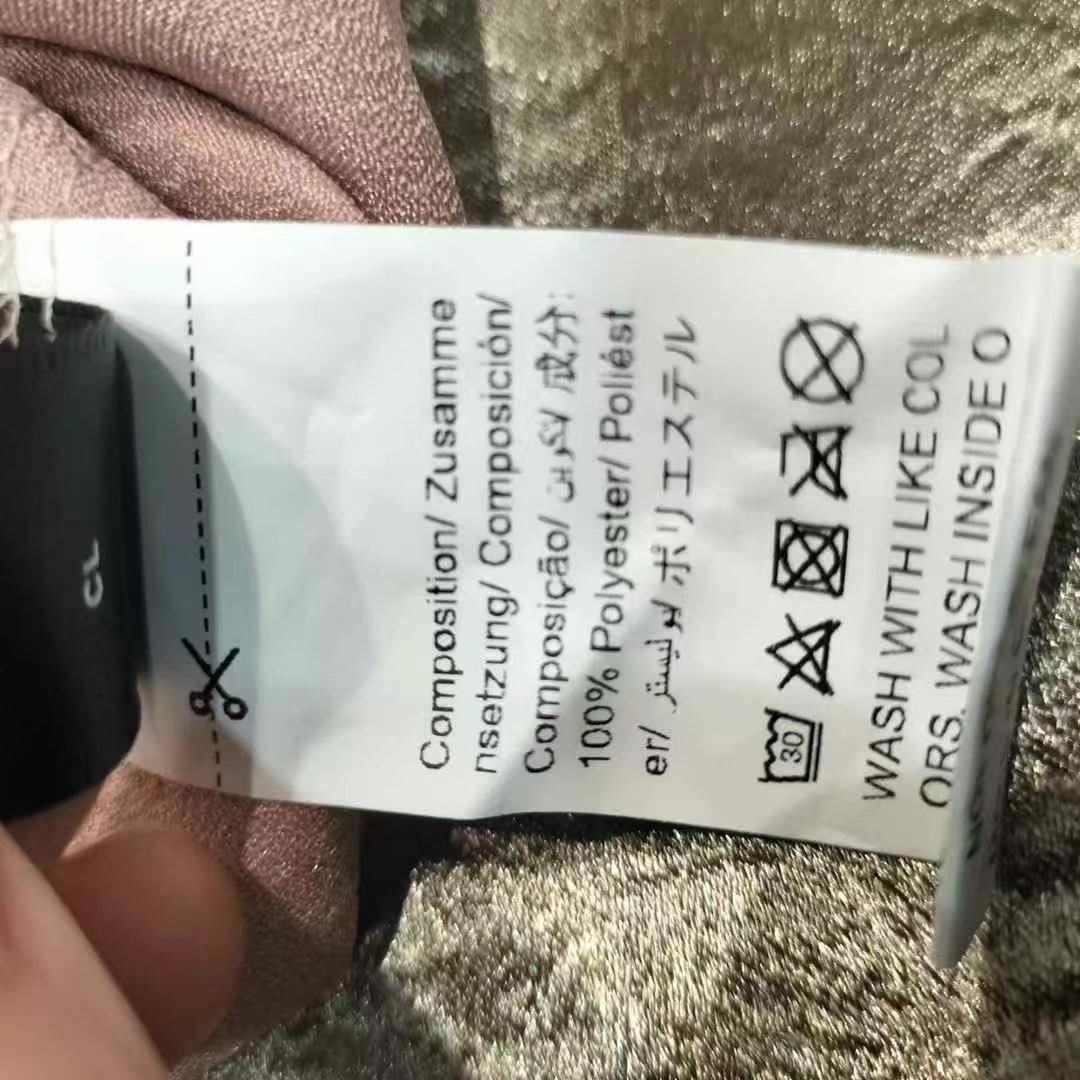 CL
Composition/ Zusamme
nsetzung/ Composición/
Composição/ تكوين/ 成分:
100% Polyester/ Poliést
er/ بوليستر/ ポリエステル
30
WASH WITH LIKE COL
ORS. WASH INSIDE O